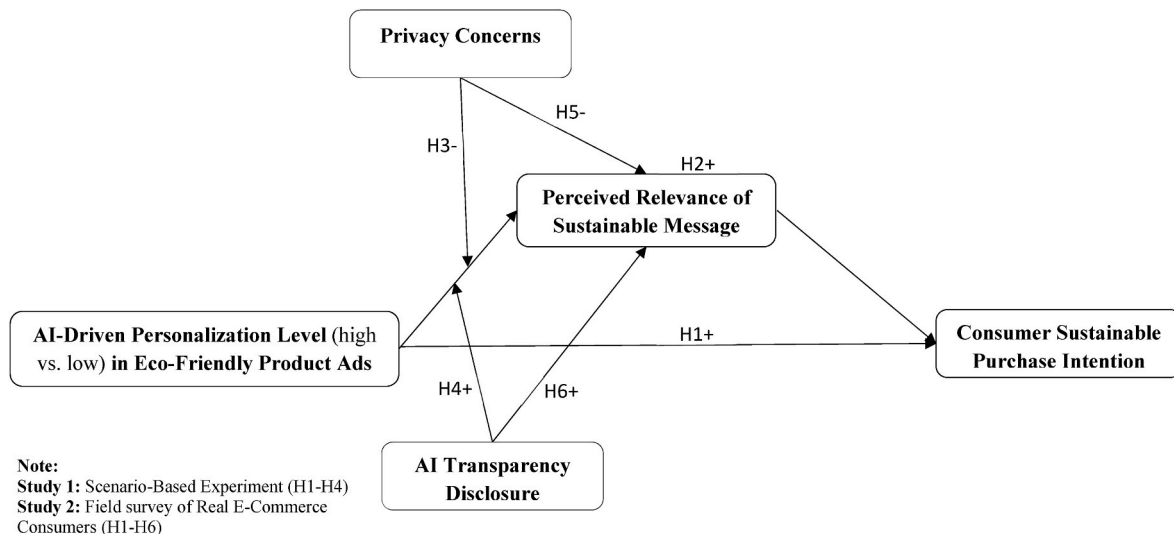 Privacy Concerns
H5-
H3-
H2+
Perceived Relevance of
Sustainable Message
AI-Driven Personalization Level (high
vs. low) in Eco-Friendly Product Ads
H1+
Consumer Sustainable
Purchase Intention
H4+
H6+
AI Transparency
Disclosure
Note:
Study 1: Scenario-Based Experiment (H1-H4)
Study 2: Field survey of Real E-Commerce
Consumers (H1-H6)